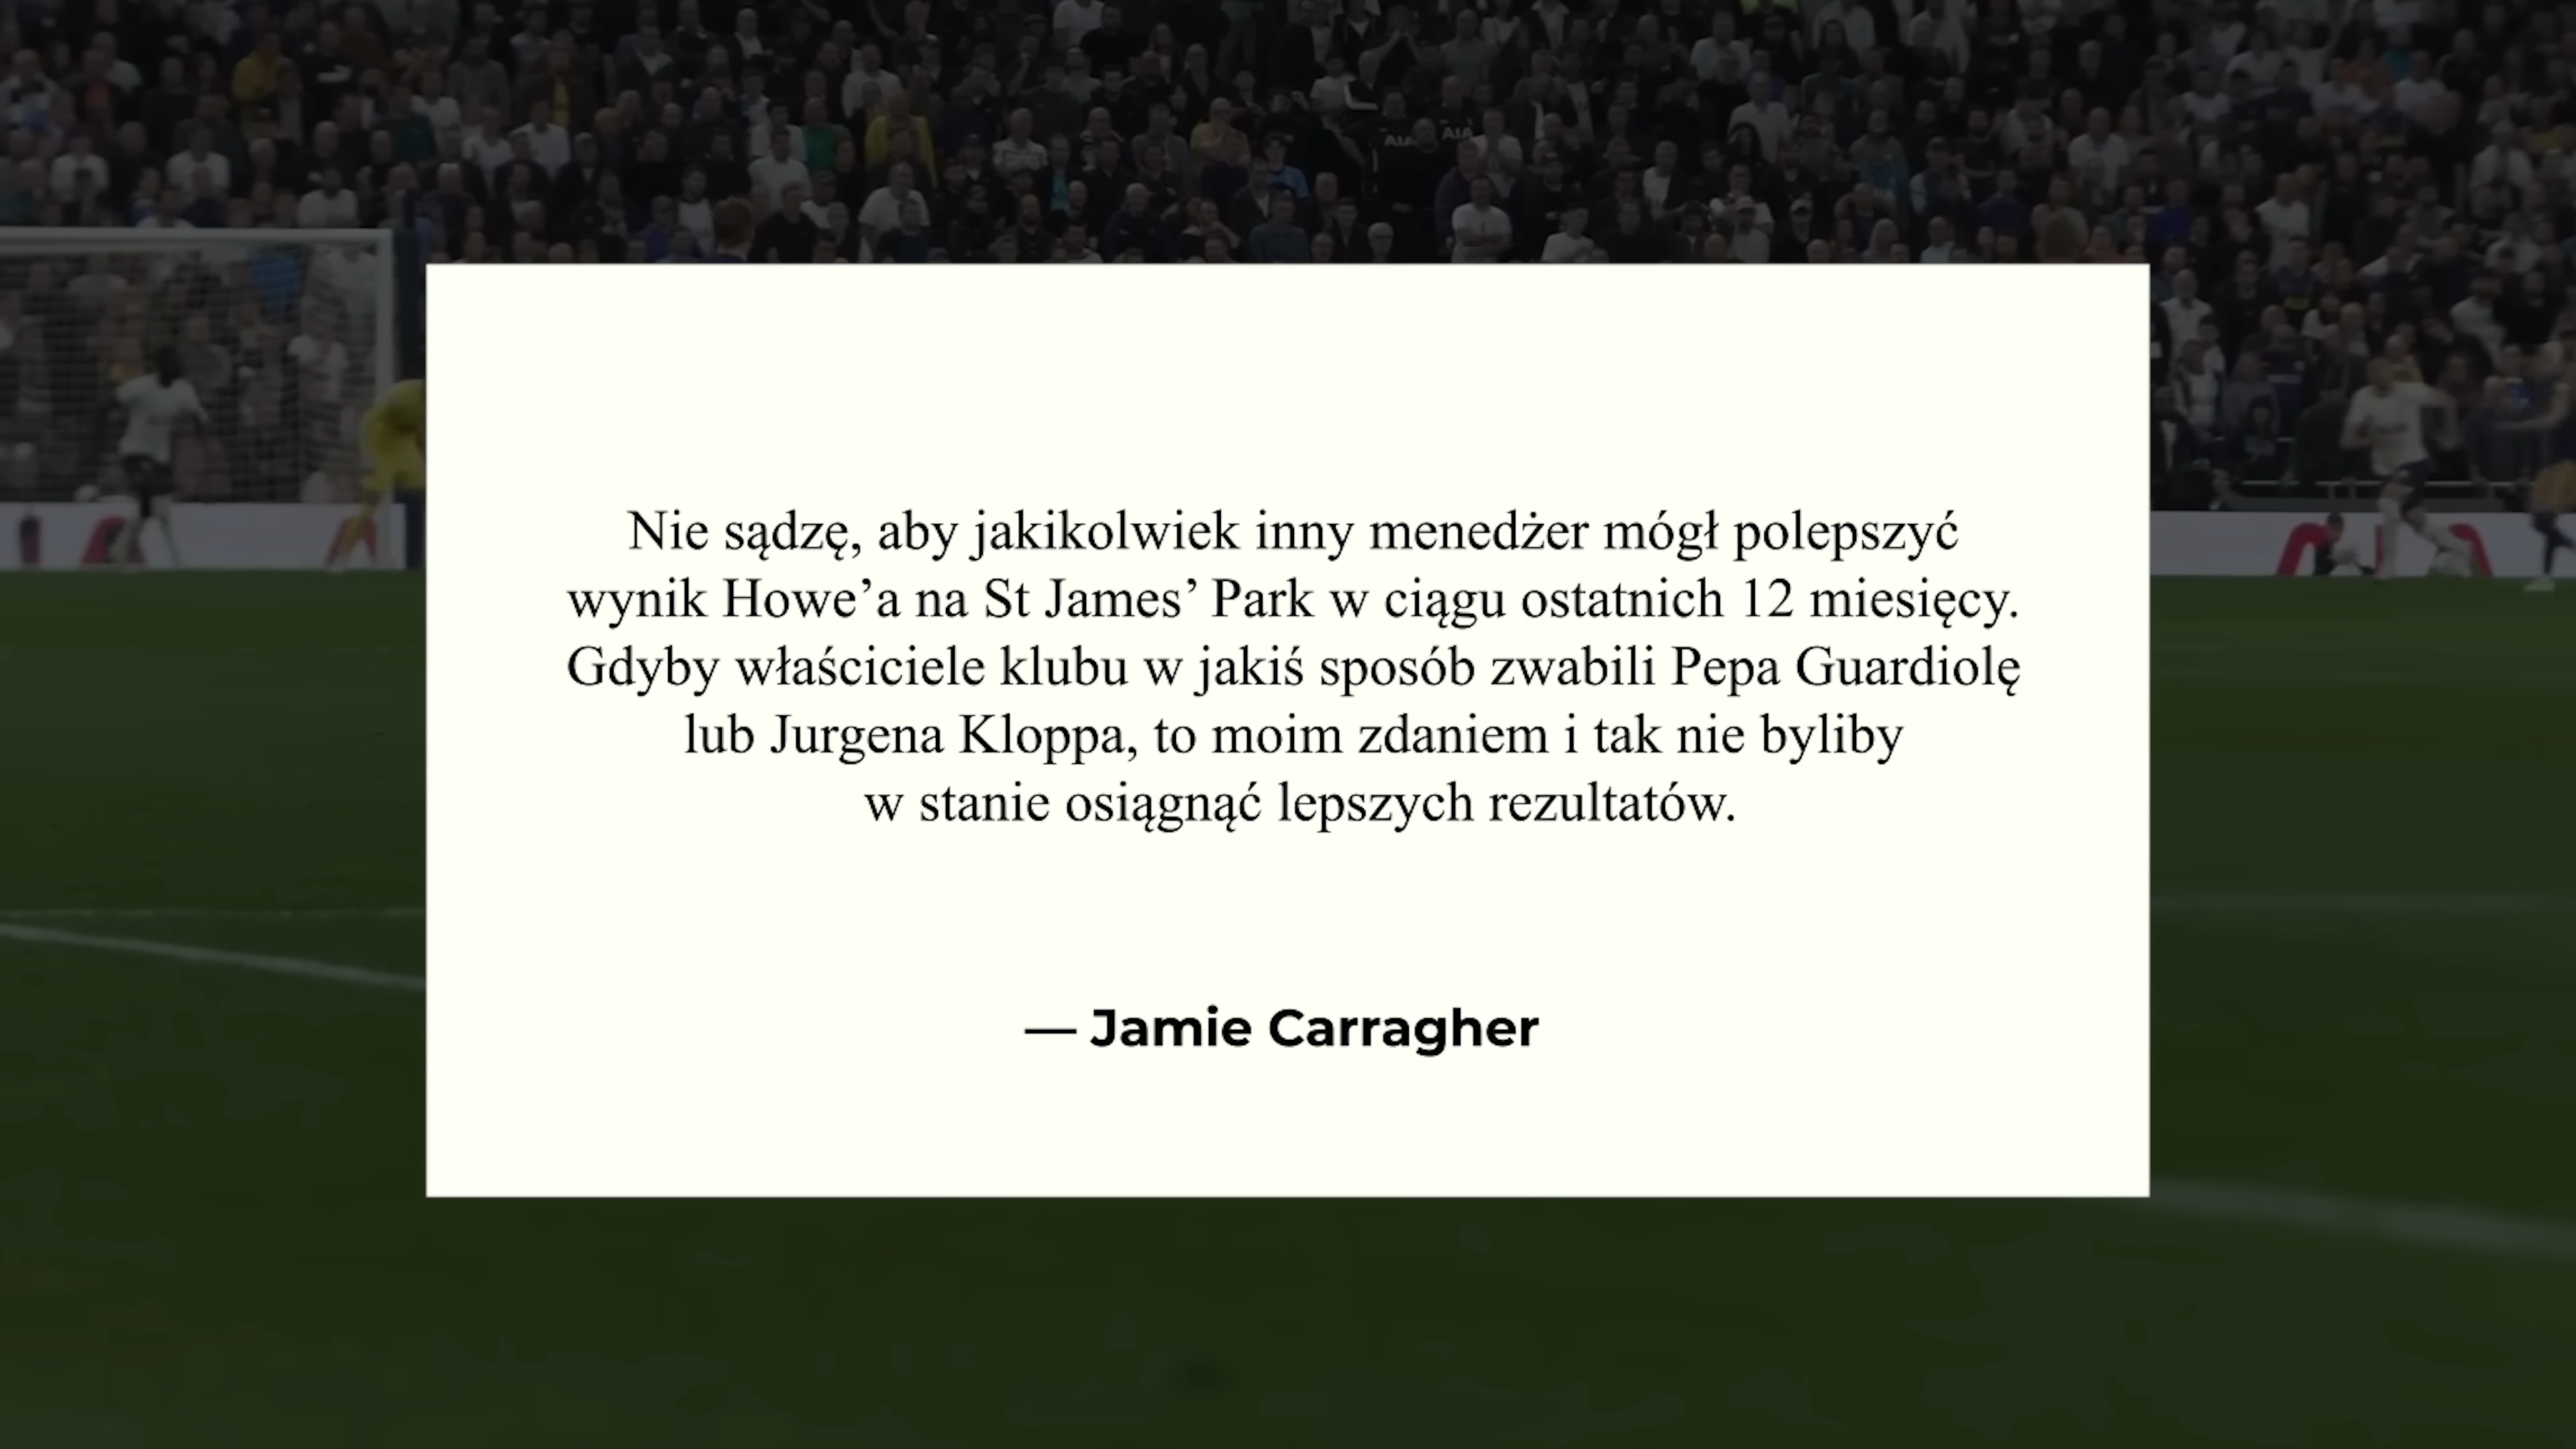 AIA AIA
Nie sądzę, aby jakikolwiek inny menedżer mógł polepszyć
wynik Howe’a na St James’ Park w ciągu ostatnich 12 miesięcy.
Gdyby właściciele klubu w jakiś sposób zwabili Pepa Guardiolę
lub Jurgena Kloppa, to moim zdaniem i tak nie byliby
w stanie osiągnąć lepszych rezultatów.
— Jamie Carragher